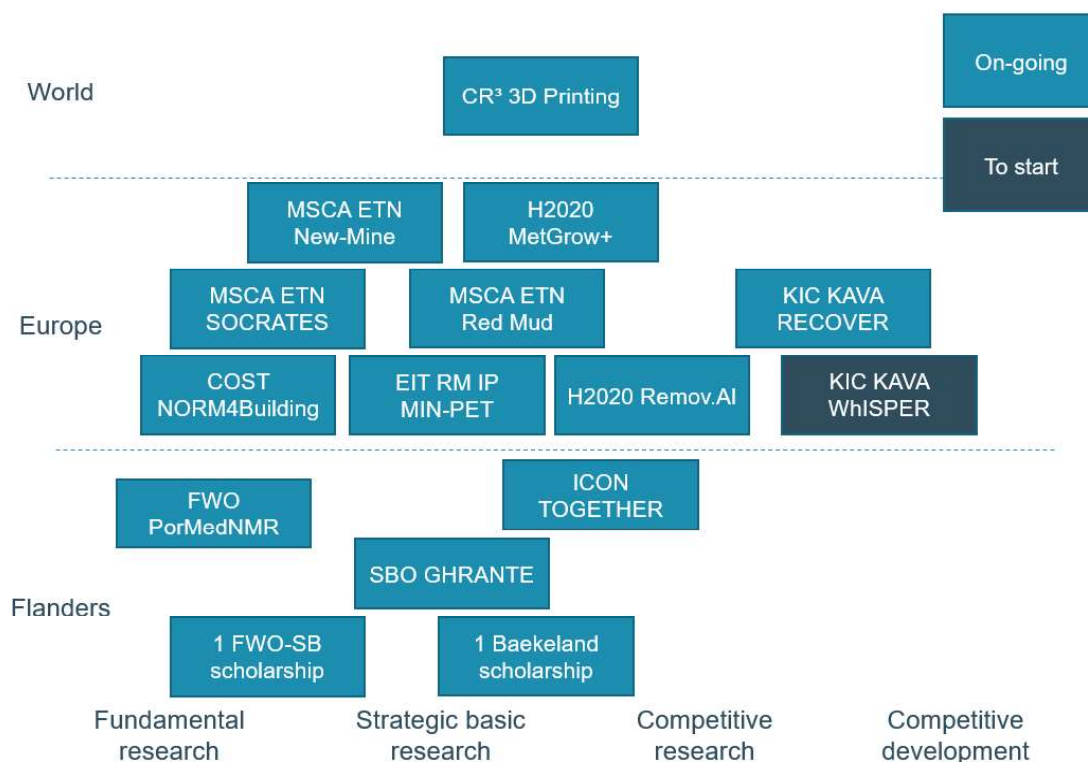 World
CR³ 3D Printing
On-going
To start
MSCA ETN
New-Mine
H2020
MetGrow+
Europe
MSCA ETN
SOCRATES
MSCA ETN
Red Mud
KIC KAVA
RECOVER
COST
NORM4Building
EIT RM IP
MIN-PET
H2020 Remov.Al
KIC KAVA
WhISPER
Flanders
FWO
PorMedNMR
ICON
TOGETHER
SBO GHRANTE
1 FWO-SB
scholarship
1 Baekeland
scholarship
Fundamental
research
Strategic basic
research
Competitive
research
Competitive
development